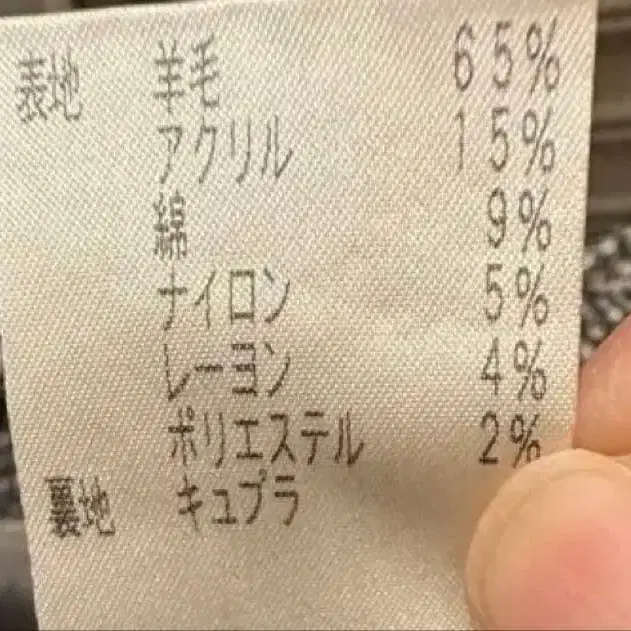 表地 羊毛 65%
アクリル 15%
綿 9%
ナイロン 5%
レーヨン 4%
ポリエステル 2%
裏地 キュプラ